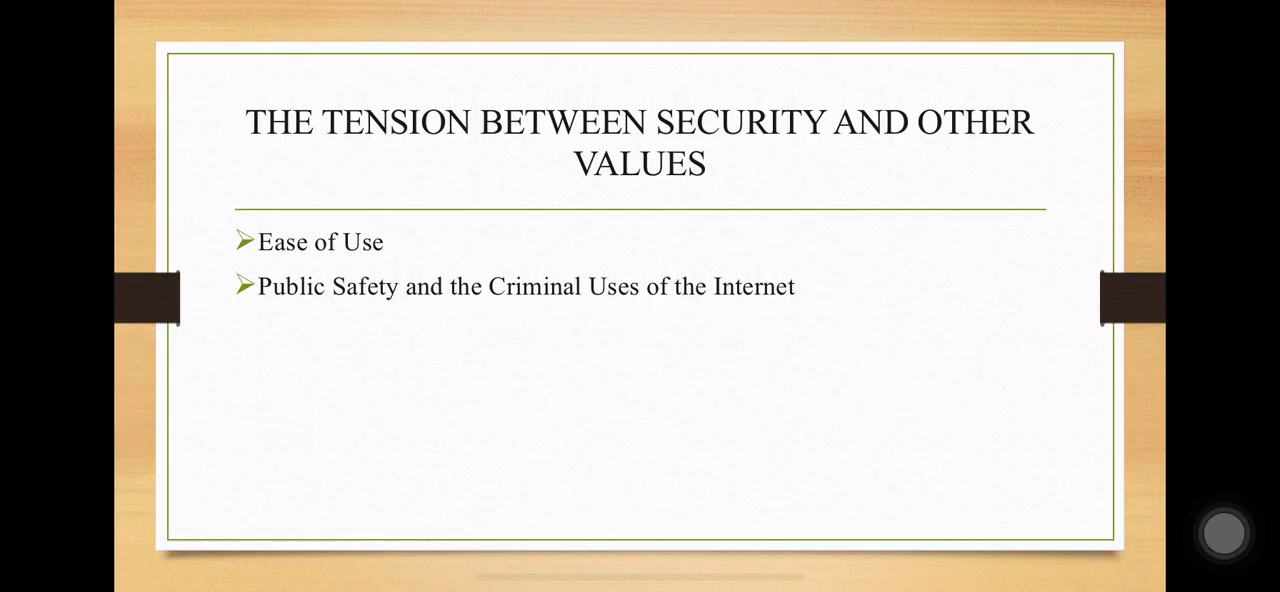 THE TENSION BETWEEN SECURITY AND OTHER
VALUES
Ease of Use
Public Safety and the Criminal Uses of the Internet